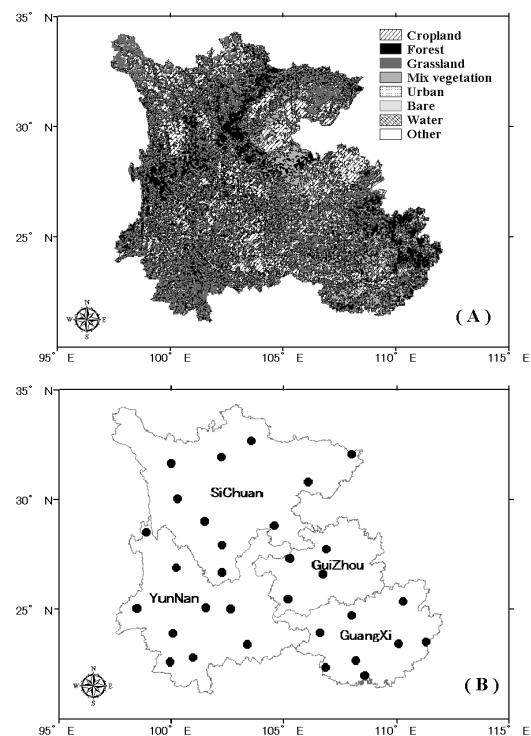 35° N
30° N
25° N
95° E
100° E
105° E
110° E
115° E
Cropland
Forest
Grassland
Mix vegetation
Urban
Bare
Water
Other
N
W E
S
( A )
35° N
30° N
25° N
95° E
100° E
105° E
110° E
115° E
SiChuan
GuiZhou
YunNan
GuangXi
N
W E
S
( B )